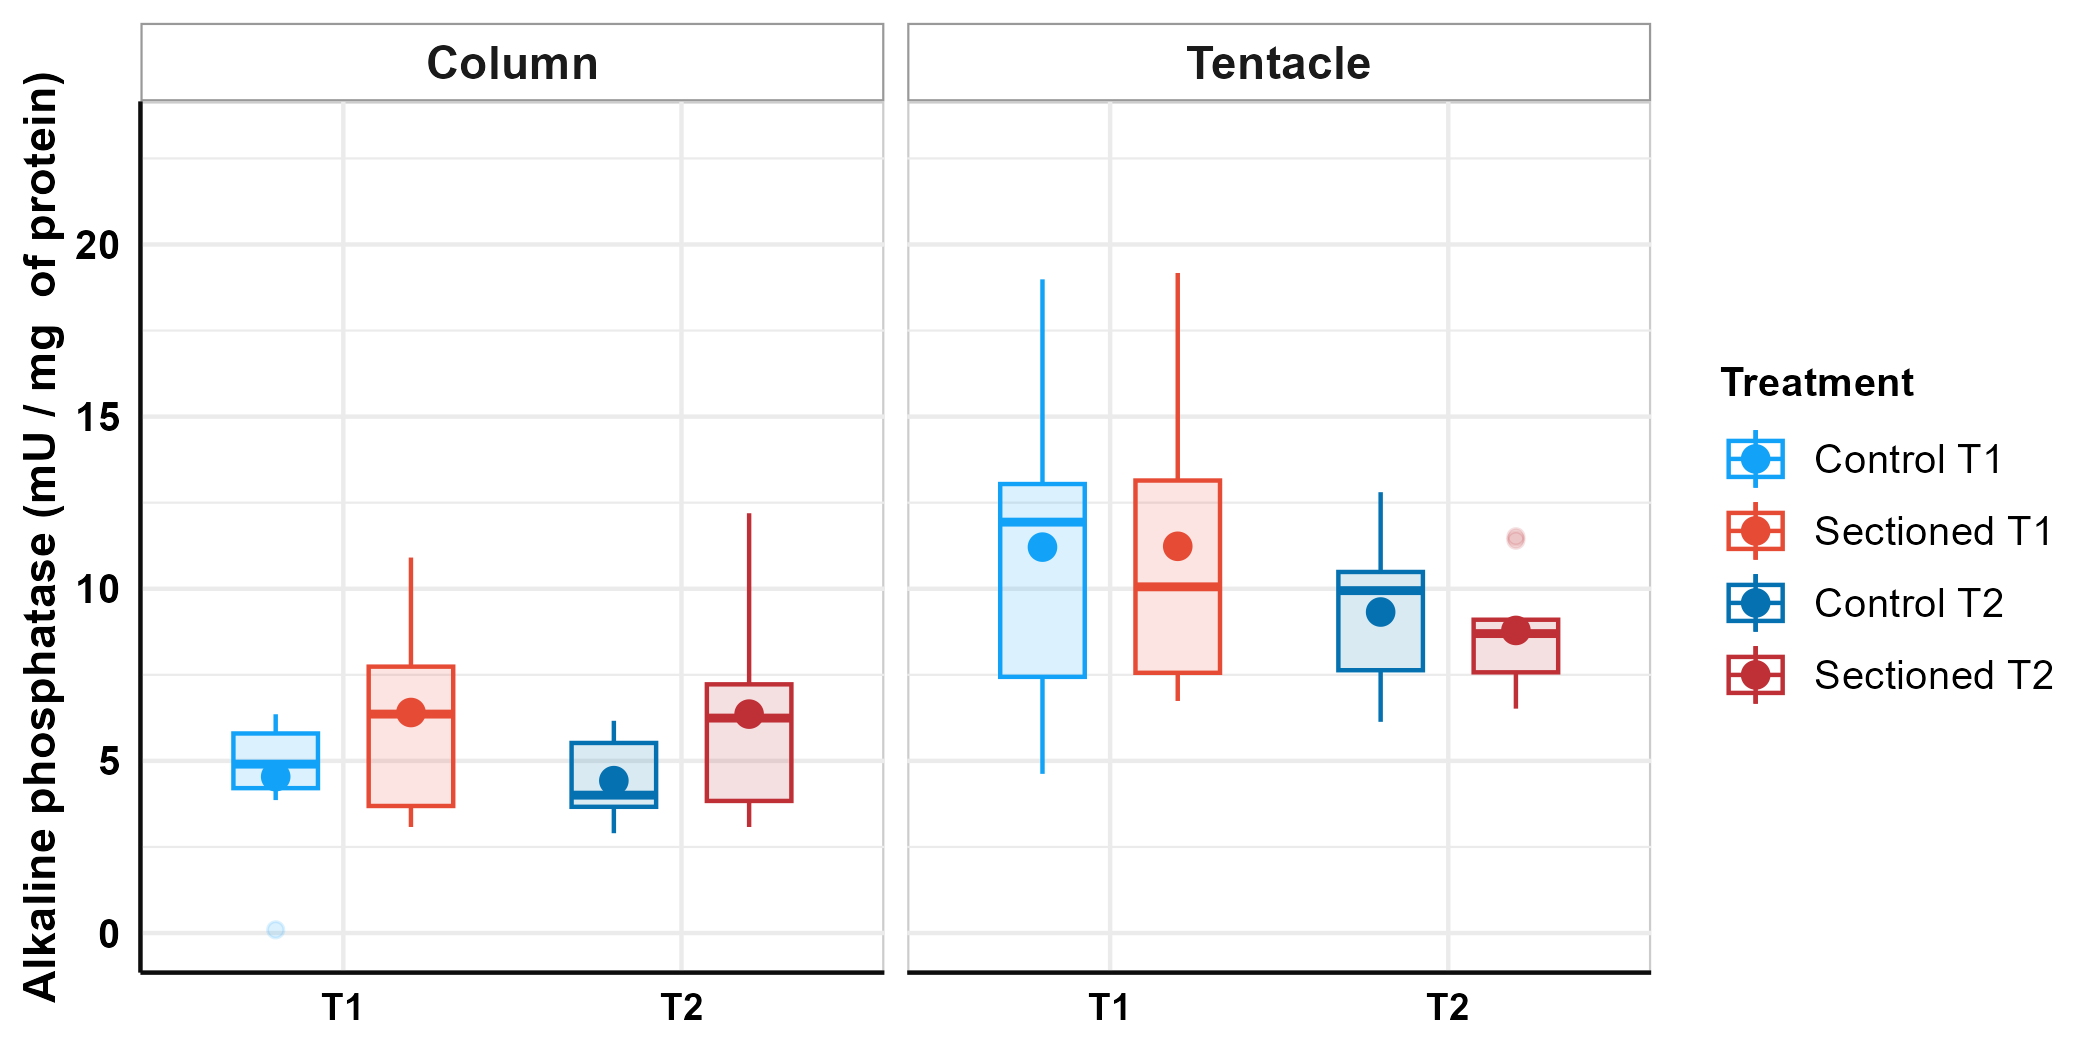 Column
Tentacle
Alkaline phosphatase (mU / mg  of protein)
20
15
10
5
0
T1
T2
T1
T2
Treatment
Control T1
Sectioned T1
Control T2
Sectioned T2